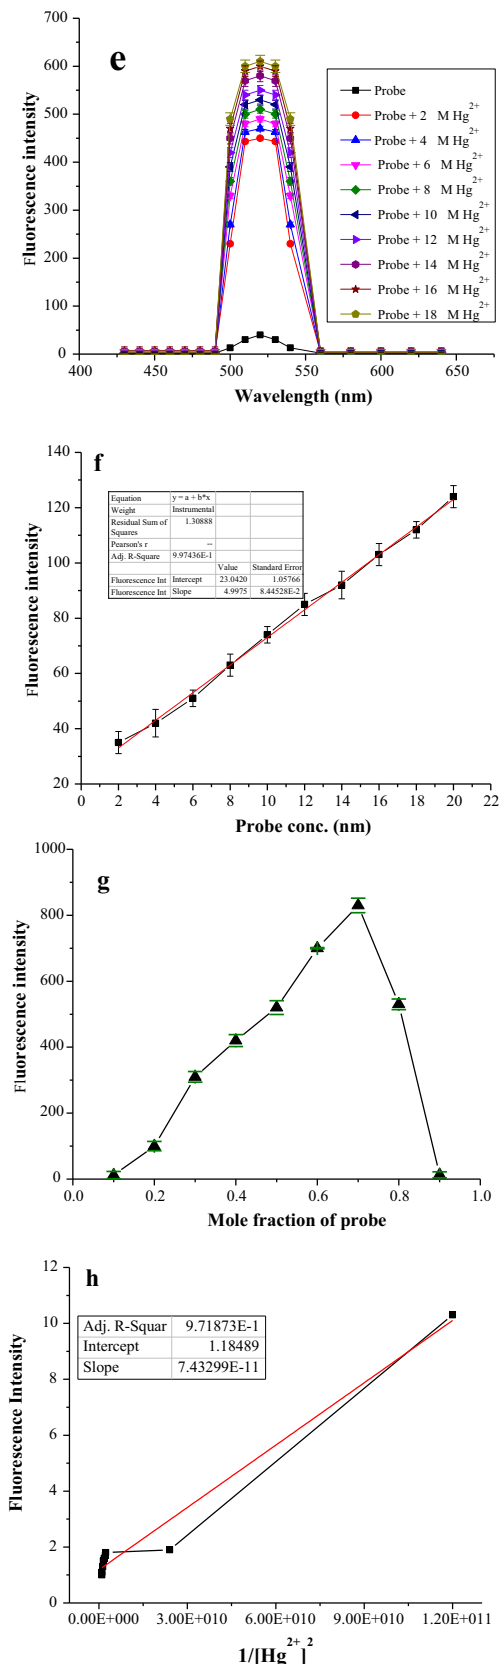 e
700
600
500
400
300
200
100
0
400 450 500 550 600 650
Fluorescence intensity
Wavelength (nm)
Probe
Probe + 2 M Hg2+
Probe + 4 M Hg2+
Probe + 6 M Hg2+
Probe + 8 M Hg2+
Probe + 10 M Hg2+
Probe + 12 M Hg2+
Probe + 14 M Hg2+
Probe + 16 M Hg2+
Probe + 18 M Hg2+
f
140
120
100
80
60
40
20
0 2 4 6 8 10 12 14 16 18 20 22
Fluorescence intensity
Probe conc. (nm)
Equation y = a + b*x
Weight Instrumental
Residual Sum of Squares 1.30888
Pearson's r --
Adj. R-Square 9.97436E-1
Value Standard Error
Fluorescence Int Intercept 23.0420 1.05766
Fluorescence Int Slope 4.9975 8.44528E-2
g
1000
800
600
400
200
0
0.0 0.2 0.4 0.6 0.8 1.0
Fluorescence intensity
Mole fraction of probe
h
12
10
8
6
4
2
0
0.00E+000 3.00E+010 6.00E+010 9.00E+010 1.20E+011
Fluorescence Intensity
1/[Hg2+]2
Adj. R-Squar 9.71873E-1
Intercept 1.18489
Slope 7.43299E-11